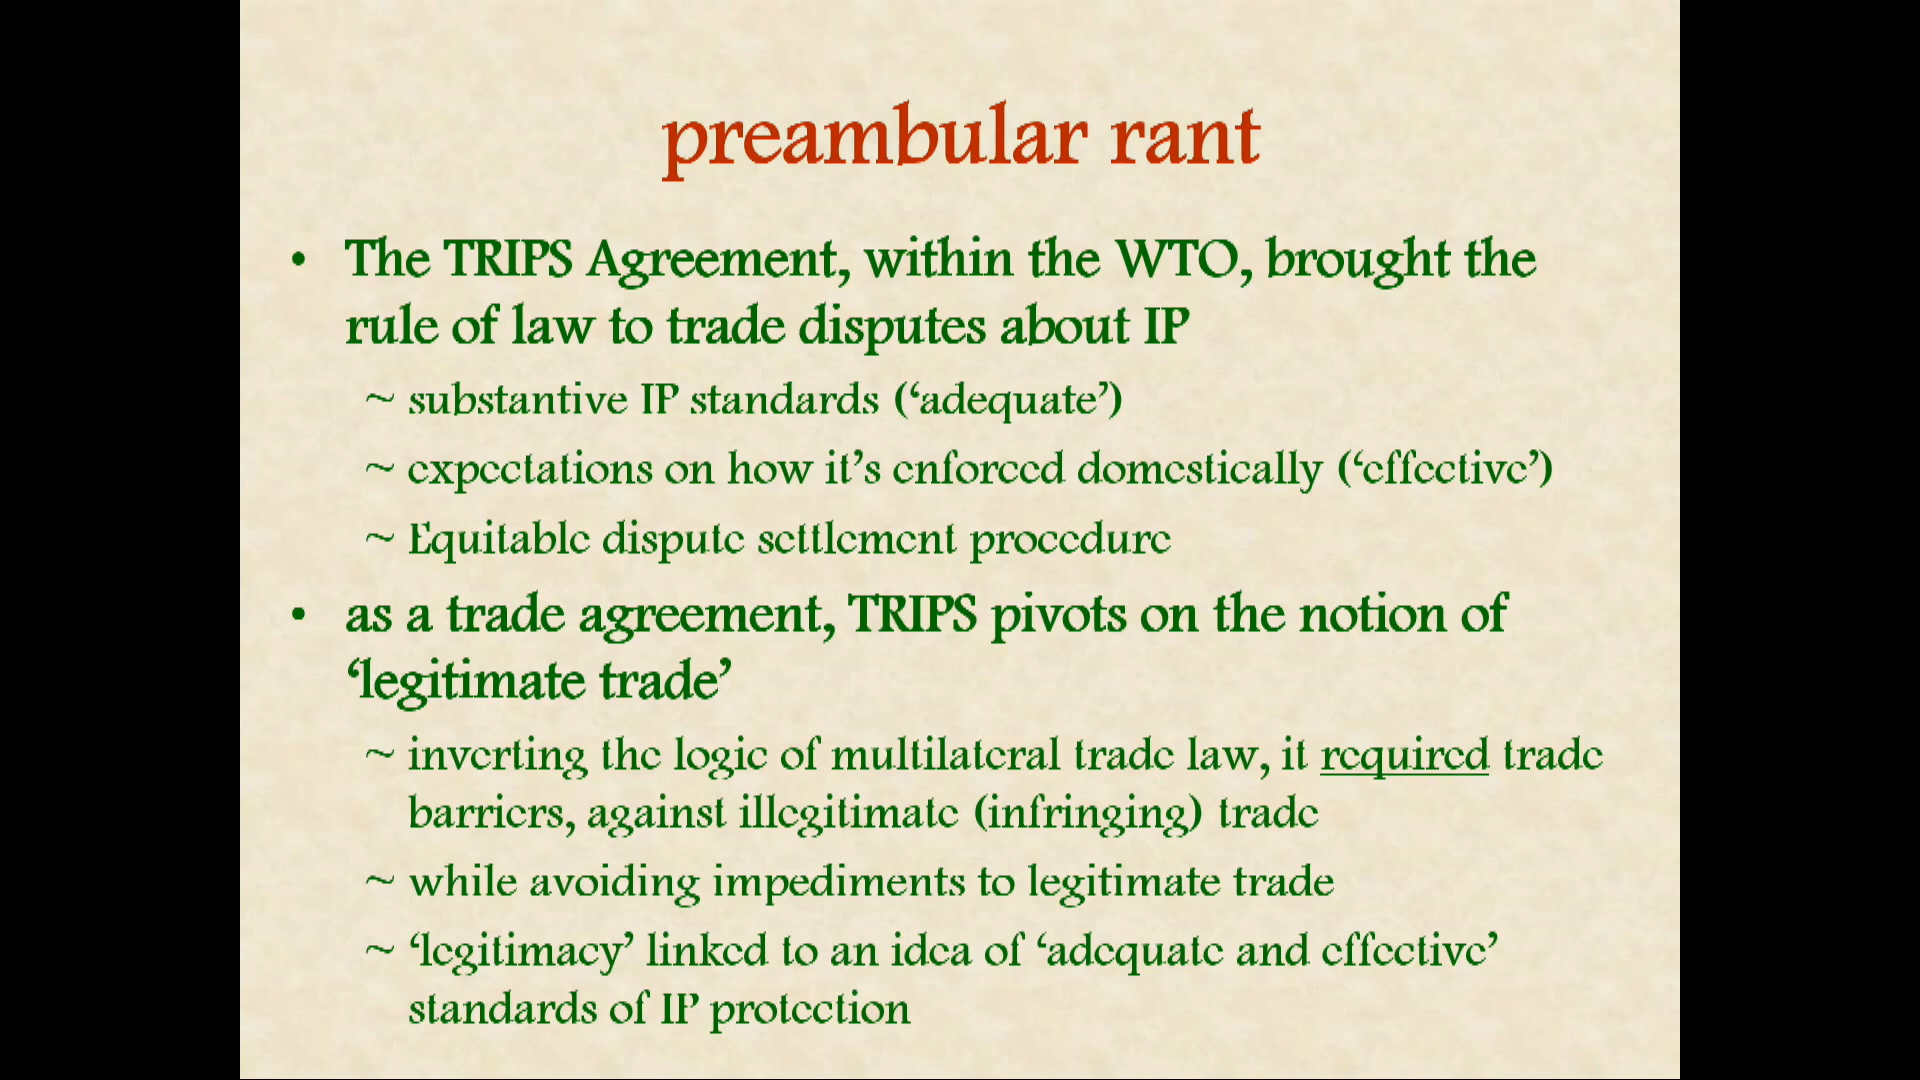 preambular rant
• The TRIPS Agreement, within the WTO, brought the
rule of law to trade disputes about IP
~ substantive IP standards (‘adequate’)
~ expectations on how it’s enforced domestically (‘effective’)
~ Equitable dispute settlement procedure
• as a trade agreement, TRIPS pivots on the notion of
‘legitimate trade’
~ inverting the logic of multilateral trade law, it required trade
barriers, against illegitimate (infringing) trade
~ while avoiding impediments to legitimate trade
~ ‘legitimacy’ linked to an idea of ‘adequate and effective’
standards of IP protection